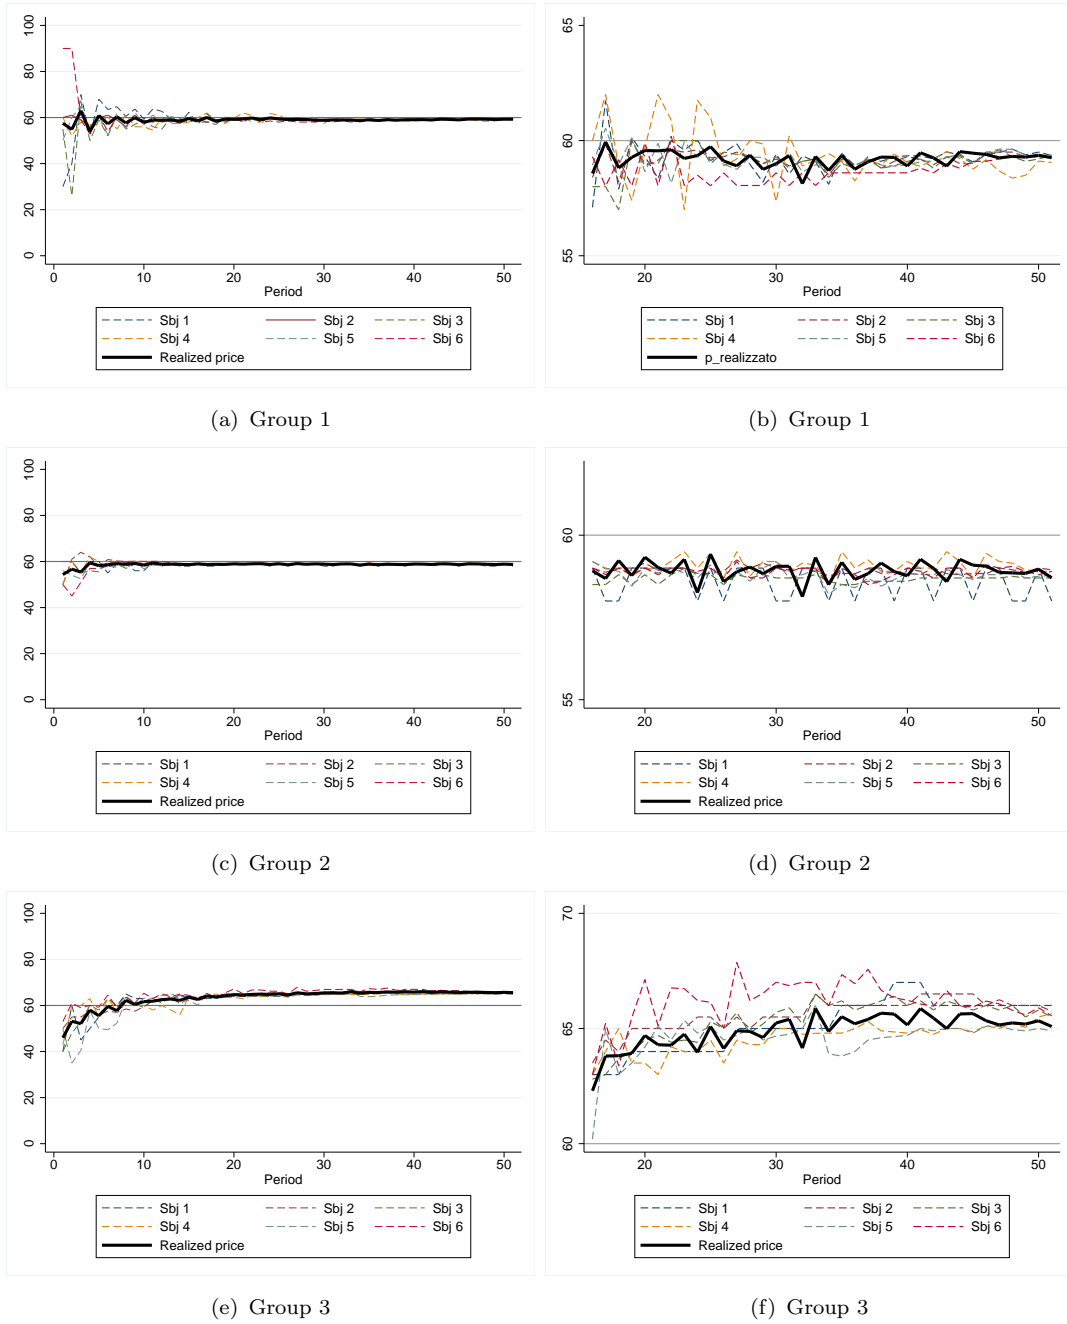 0 20 40 60 80 100
0 10 20 30 40 50
Period
Sbj 1 Sbj 2 Sbj 3
Sbj 4 Sbj 5 Sbj 6
Realized price
(a) Group 1
55 60 65
20 30 40 50
Period
Sbj 1 Sbj 2 Sbj 3
Sbj 4 Sbj 5 Sbj 6
p_realizzato
(b) Group 1
0 20 40 60 80 100
0 10 20 30 40 50
Period
Sbj 1 Sbj 2 Sbj 3
Sbj 4 Sbj 5 Sbj 6
Realized price
(c) Group 2
55 60
20 30 40 50
Period
Sbj 1 Sbj 2 Sbj 3
Sbj 4 Sbj 5 Sbj 6
Realized price
(d) Group 2
0 20 40 60 80 100
0 10 20 30 40 50
Period
Sbj 1 Sbj 2 Sbj 3
Sbj 4 Sbj 5 Sbj 6
Realized price
(e) Group 3
60 65 70
20 30 40 50
Period
Sbj 1 Sbj 2 Sbj 3
Sbj 4 Sbj 5 Sbj 6
Realized price
(f) Group 3